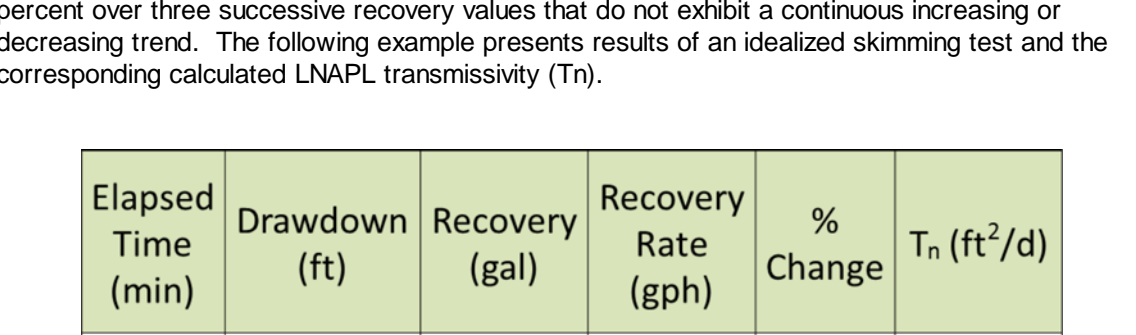 percent over three successive recovery values that do not exhibit a continuous increasing or
decreasing trend. The following example presents results of an idealized skimming test and the
corresponding calculated LNAPL transmissivity (Tn).
Elapsed Time (min) Drawdown (ft) Recovery (gal) Recovery Rate (gph) % Change Tn (ft²/d)